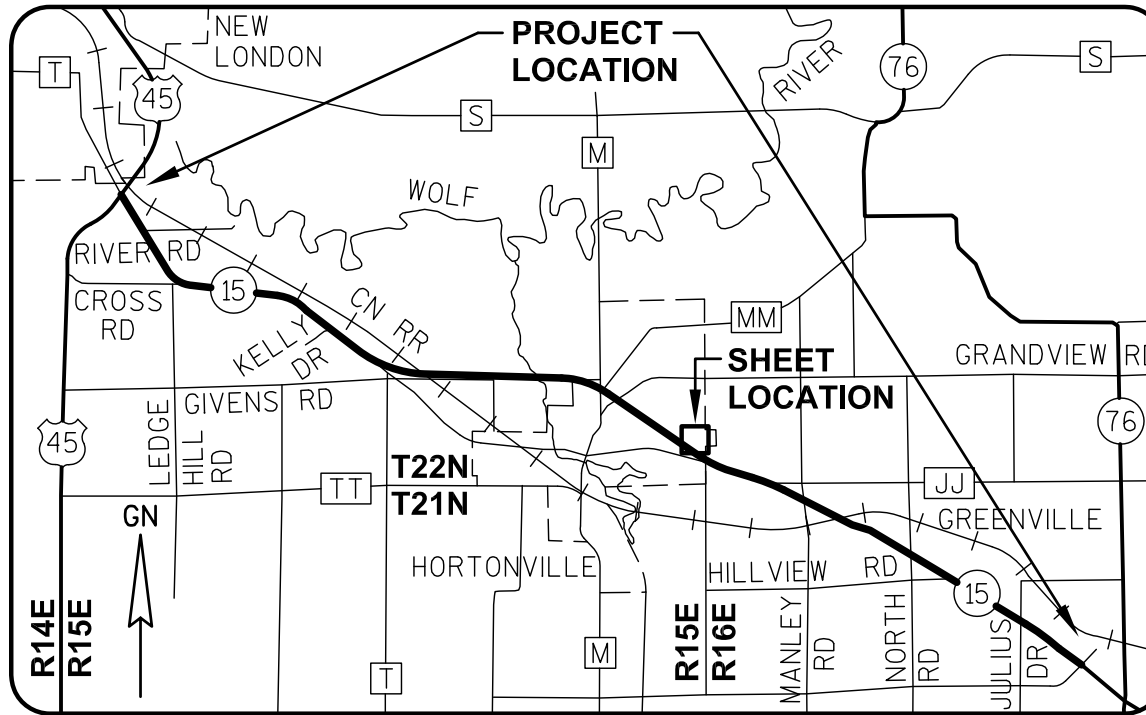 NEW
LONDON
PROJECT
LOCATION
RIVER
76
S
T
45
S
M
WOLF
RIVER RD
15
CROSS
RD
CN RR
KELLY
DR
MM
SHEET
LOCATION
GRANDVIEW RD
GIVENS RD
76
45
LEDGE
HILL
RD
T22N
T21N
TT
JJ
GN
GREENVILLE
HORTONVILLE
HILLVIEW RD
15
R14E
R15E
R15E
R16E
MANLEY
RD
NORTH
RD
JULIUS
DR
T
M